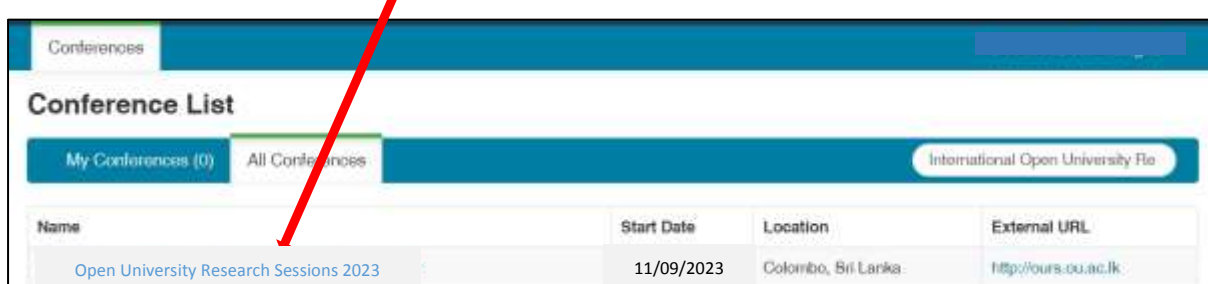 Conferences
Conference List
My Conferences (0) All Conferences International Open University Re
Name Start Date Location External URL
Open University Research Sessions 2023 11/09/2023 Colombo, Sri Lanka http://ours.ou.ac.lk